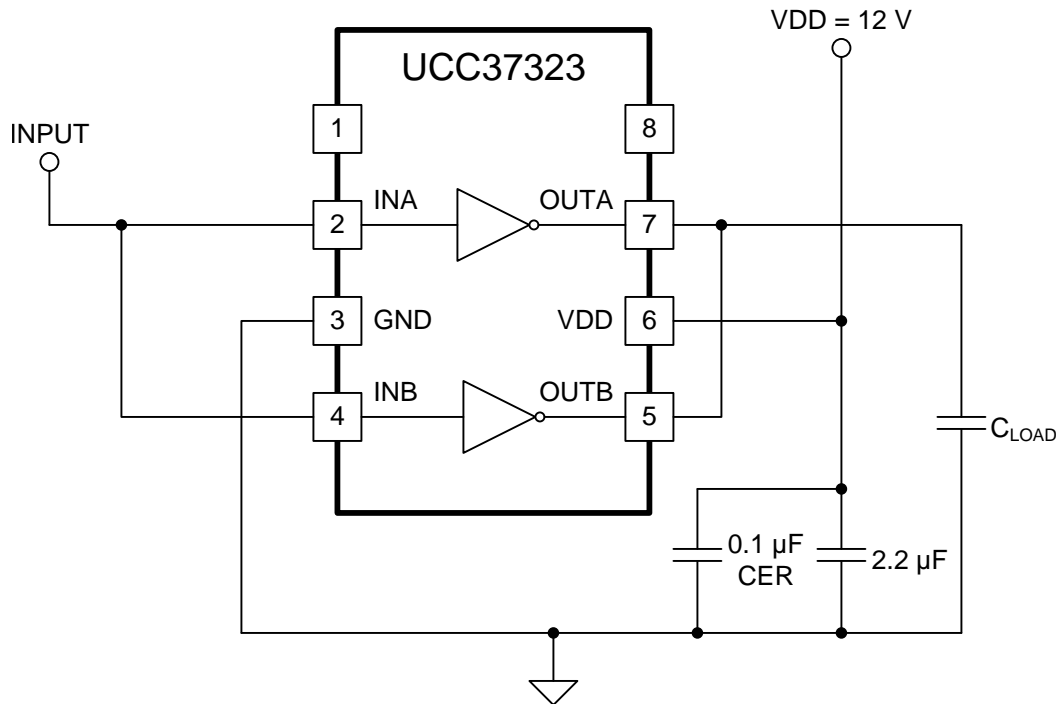 VDD = 12 V
UCC37323
1
8
INPUT
2
INA
OUTA
7
3
GND
VDD
6
4
INB
OUTB
5
CLOAD
0.1 µF
CER
2.2 µF